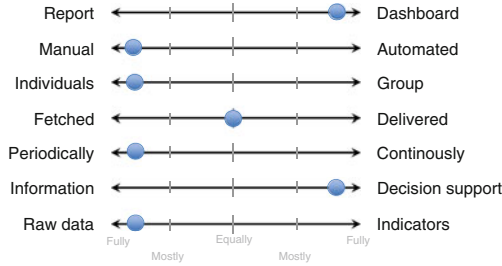 Report Dashboard
Manual Automated
Individuals Group
Fetched Delivered
Periodically Continously
Information Decision support
Raw data Indicators
Fully Equally Fully
Mostly Mostly